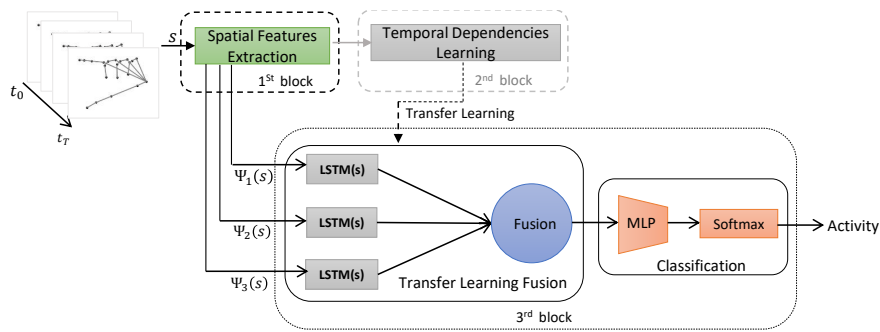 s
Spatial Features
Extraction
1St block
Temporal Dependencies
Learning
2nd block
t0
tT
Transfer Learning
Ψ1(s)
LSTM(s)
Ψ2(s)
LSTM(s)
Ψ3(s)
LSTM(s)
Fusion
Transfer Learning Fusion
MLP
Softmax
Classification
Activity
3rd block